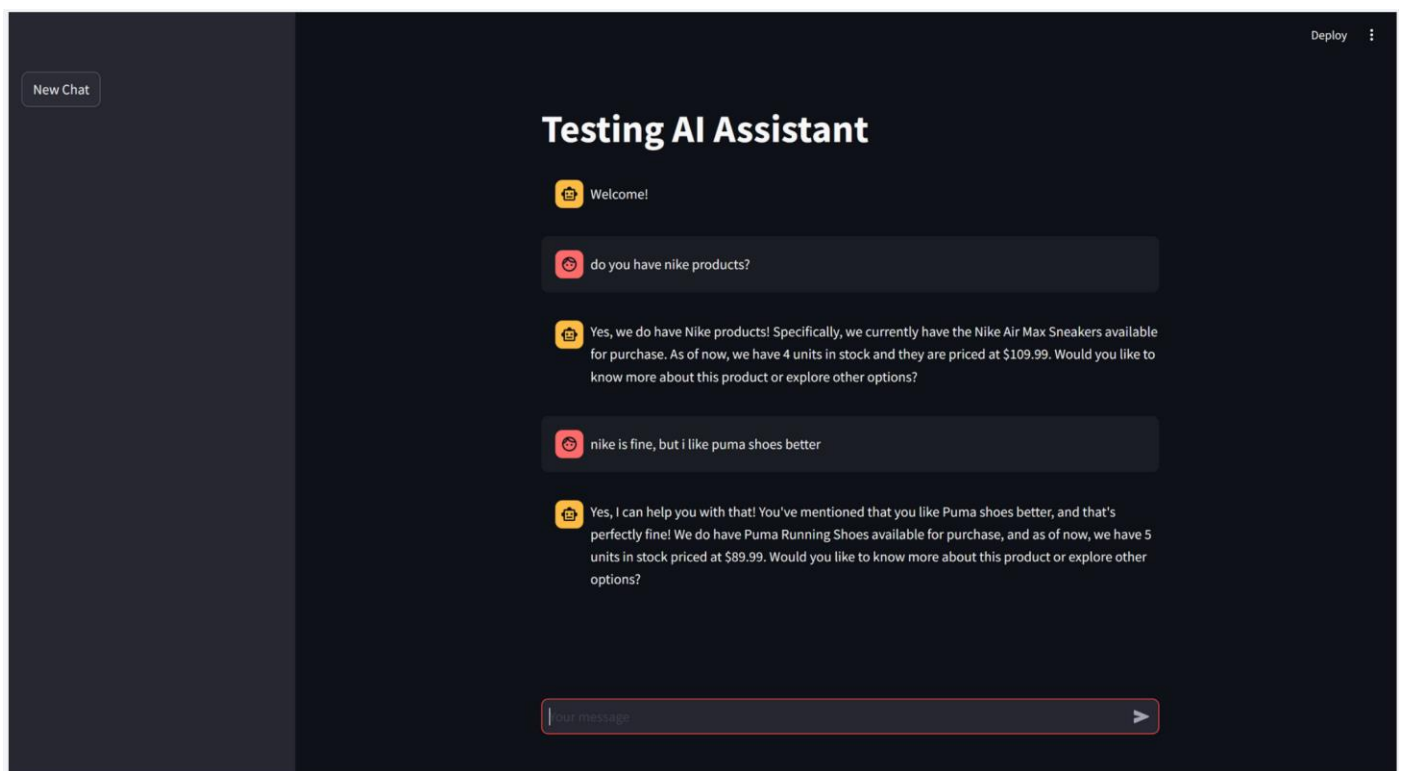 Deploy
New Chat
Testing AI Assistant
Welcome!
do you have nike products?
Yes, we do have Nike products! Specifically, we currently have the Nike Air Max Sneakers available
for purchase. As of now, we have 4 units in stock and they are priced at $109.99. Would you like to
know more about this product or explore other options?
nike is fine, but i like puma shoes better
Yes, I can help you with that! You've mentioned that you like Puma shoes better, and that's
perfectly fine! We do have Puma Running Shoes available for purchase, and as of now, we have 5
units in stock priced at $89.99. Would you like to know more about this product or explore other
options?
Your message